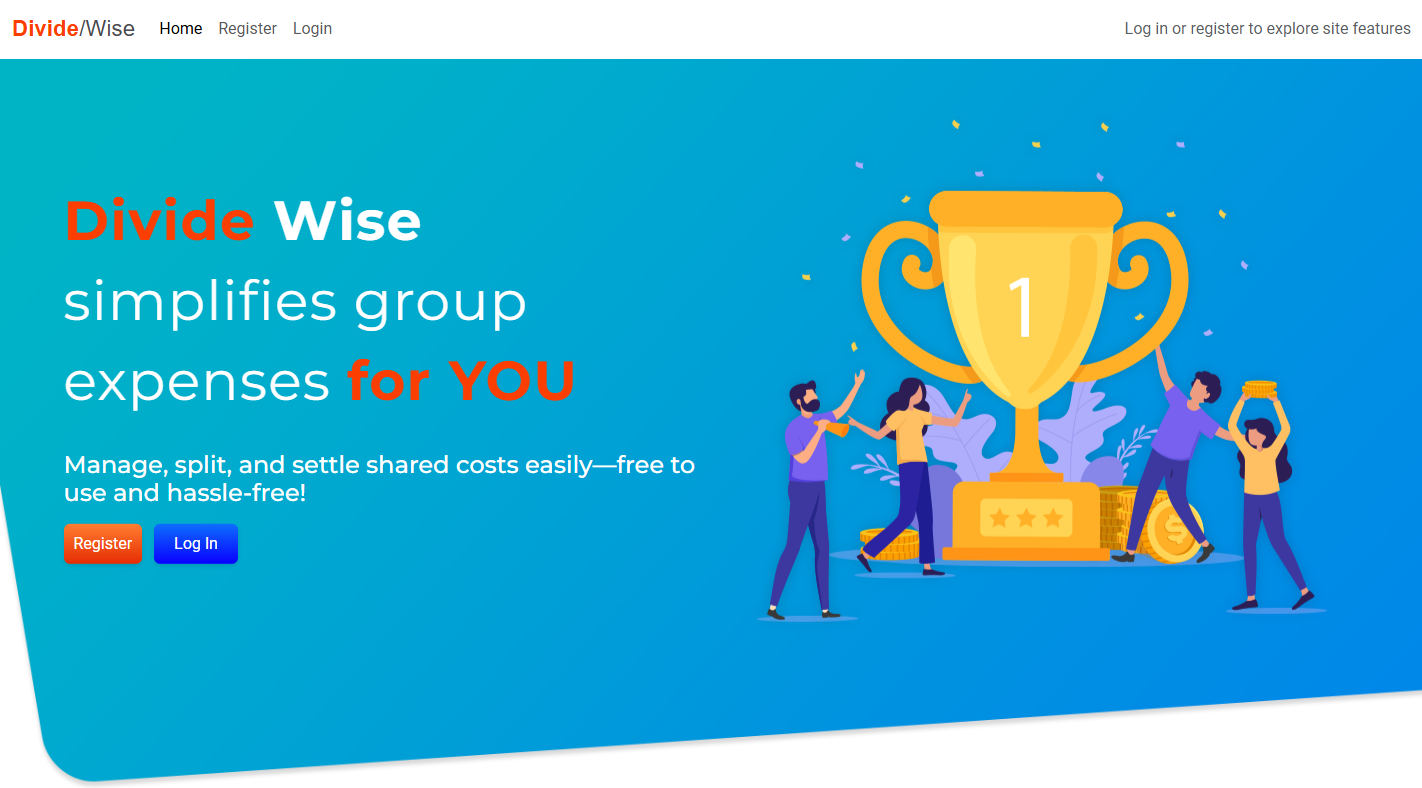 Divide/Wise Home Register Login Log in or register to explore site features
Divide Wise
simplifies group
expenses for YOU
Manage, split, and settle shared costs easily—free to
use and hassle-free!
Register Log In
1
$